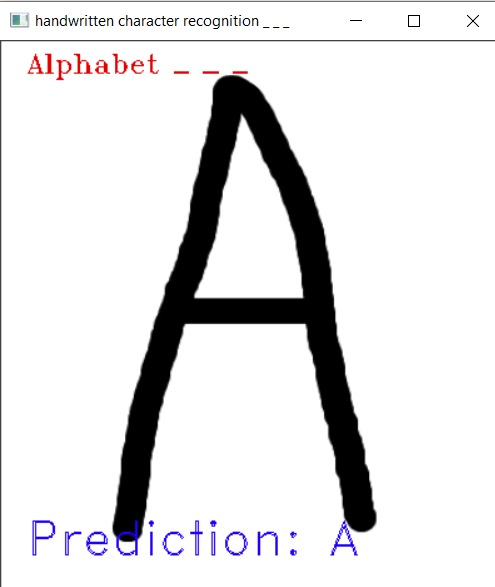 handwritten character recognition _ _ _
Alphabet _ _ _
A
Prediction: A